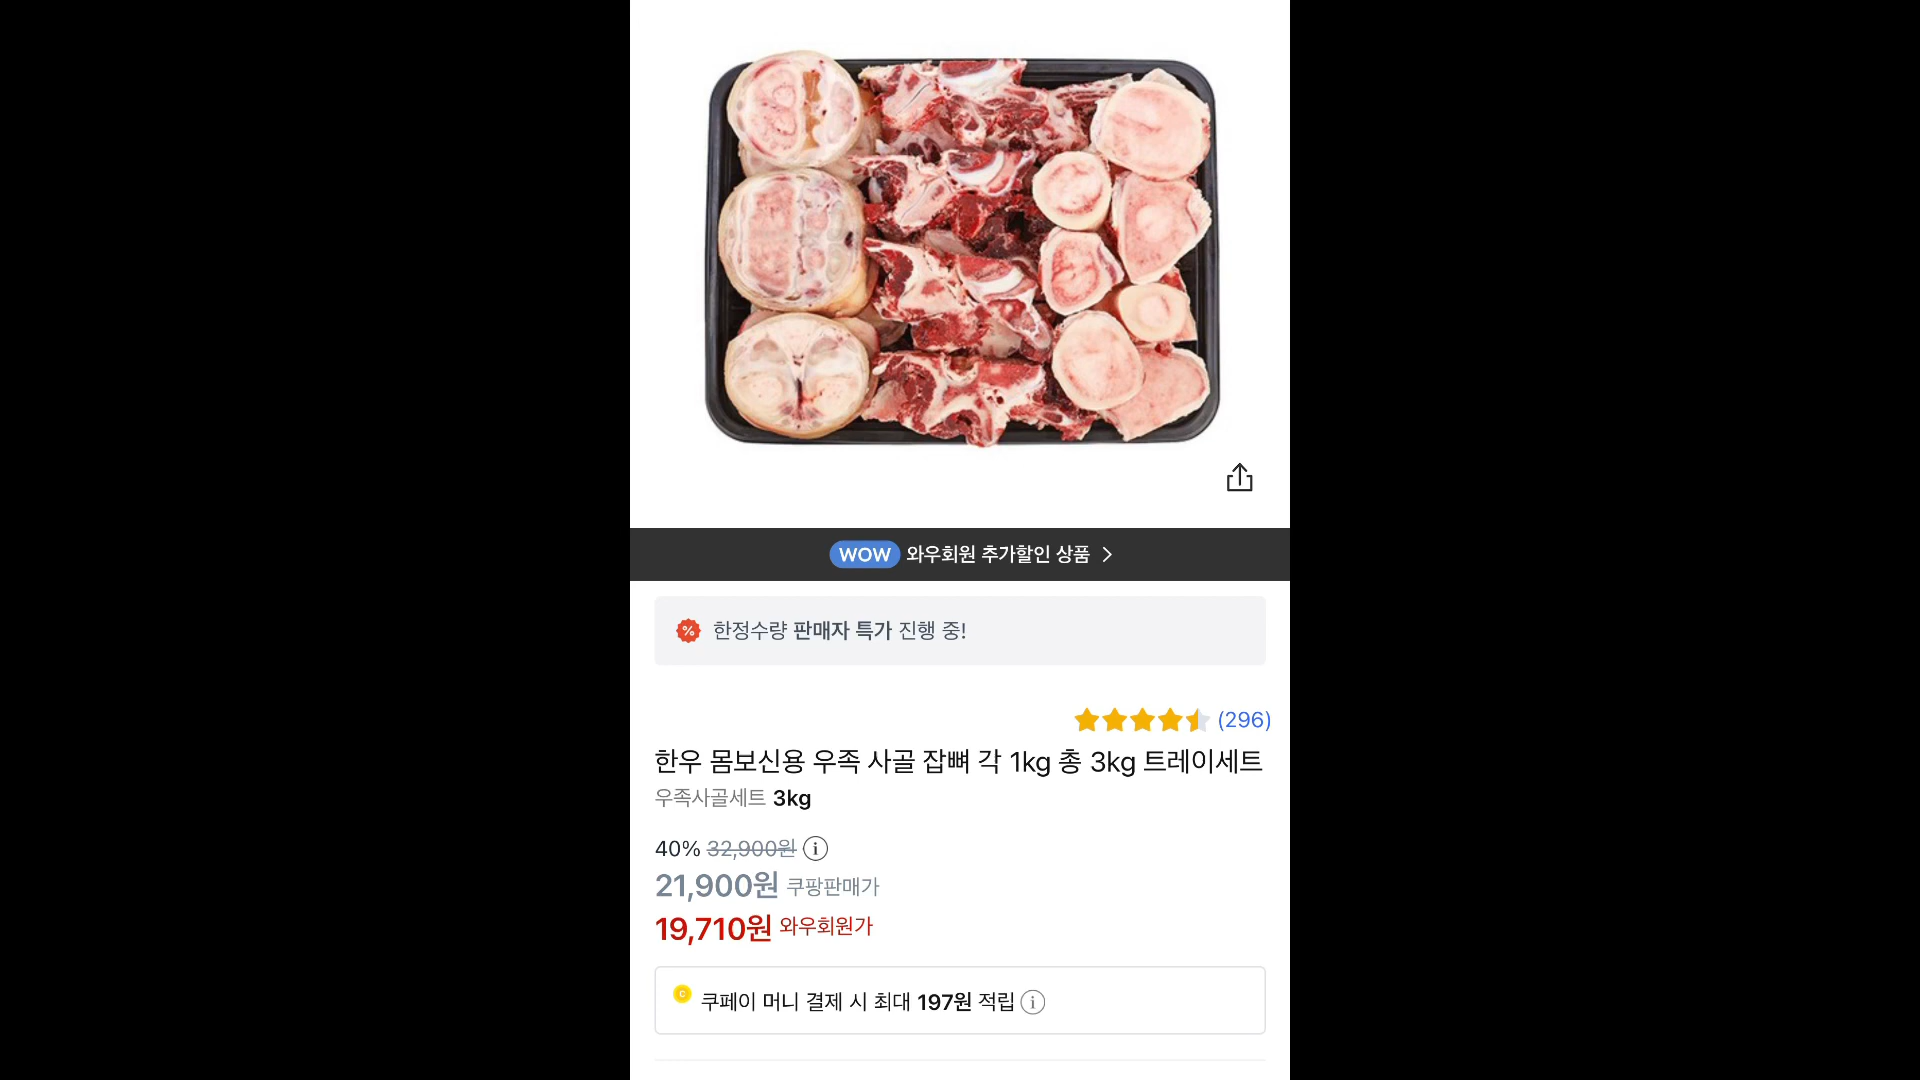 WOW 와우회원 추가할인 상품
한정수량 판매자 특가 진행 중!
(296)
한우 몸보신용 우족 사골 잡뼈 각 1kg 총 3kg 트레이세트
우족사골세트 3kg
40% 32,900원
21,900원 쿠팡판매가
19,710원 와우회원가
쿠페이 머니 결제 시 최대 197원 적립